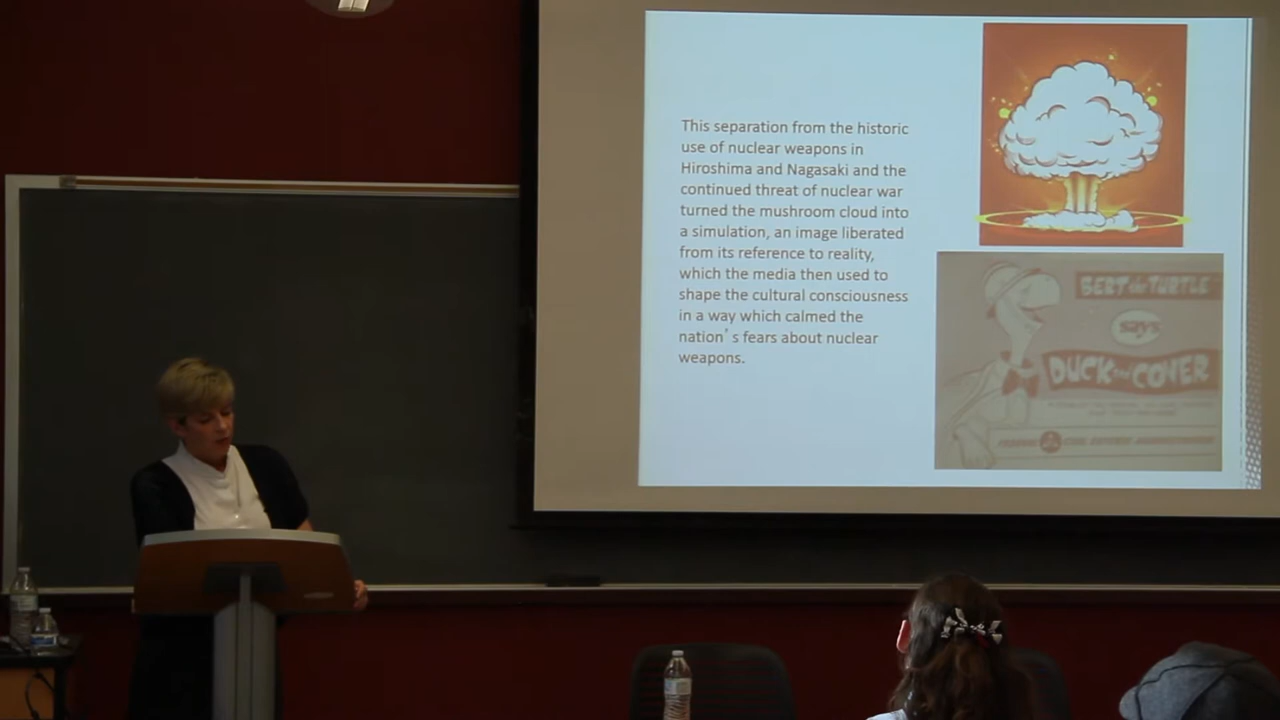 This separation from the historic
use of nuclear weapons in
Hiroshima and Nagasaki and the
continued threat of nuclear war
turned the mushroom cloud into
a simulation, an image liberated
from its reference to reality,
which the media then used to
shape the cultural consciousness
in a way which calmed the
nation's fears about nuclear
weapons.
BERT the TURTLE
says
DUCK and COVER